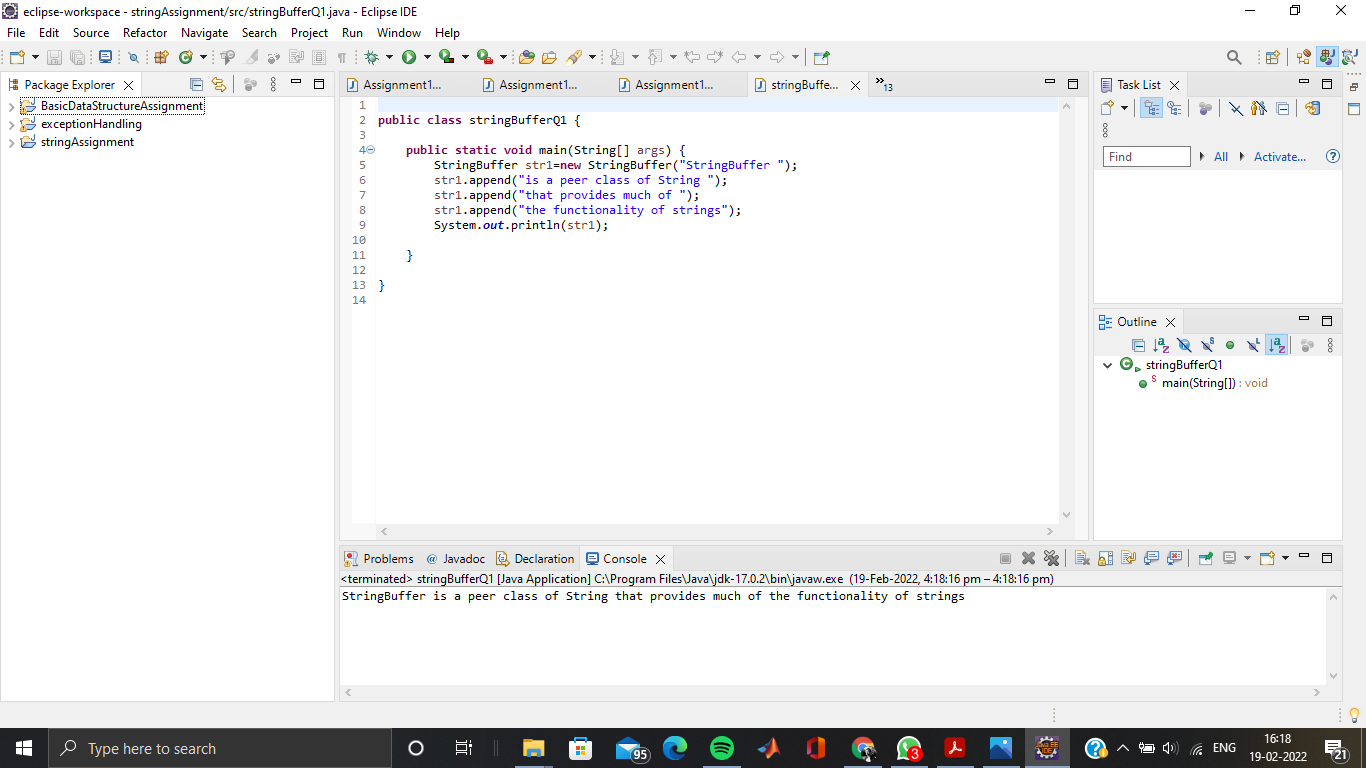 eclipse-workspace - stringAssignment/src/stringBufferQ1.java - Eclipse IDE
File Edit Source Refactor Navigate Search Project Run Window Help
Package Explorer
BasicDataStructureAssignment
exceptionHandling
stringAssignment
Assignment1... Assignment1... Assignment1... stringBuffe... »13
1
2 public class stringBufferQ1 {
3
4 public static void main(String[] args) {
5 StringBuffer str1=new StringBuffer("StringBuffer ");
6 str1.append("is a peer class of String ");
7 str1.append("that provides much of ");
8 str1.append("the functionality of strings");
9 System.out.println(str1);
10
11 }
12
13 }
14
Task List
Find All Activate...
Outline
stringBufferQ1
main(String[]) : void
Problems @ Javadoc Declaration Console
<terminated> stringBufferQ1 [Java Application] C:\Program Files\Java\jdk-17.0.2\bin\javaw.exe (19-Feb-2022, 4:18:16 pm – 4:18:16 pm)
StringBuffer is a peer class of String that provides much of the functionality of strings
Type here to search
95
3
ENG
16:18
19-02-2022
21